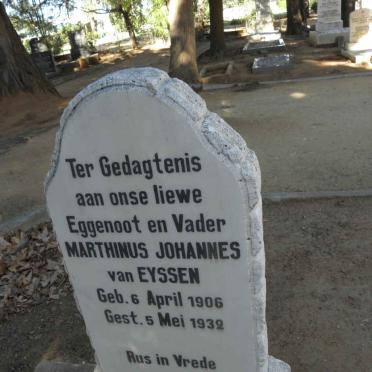 Ter Gedagtenis
aan onse liewe
Eggenoot en Vader
MARTHINUS JOHANNES
van EYSSEN
Geb. 6 April 1906
Gest. 5 Mei 1932
Rus in Vrede